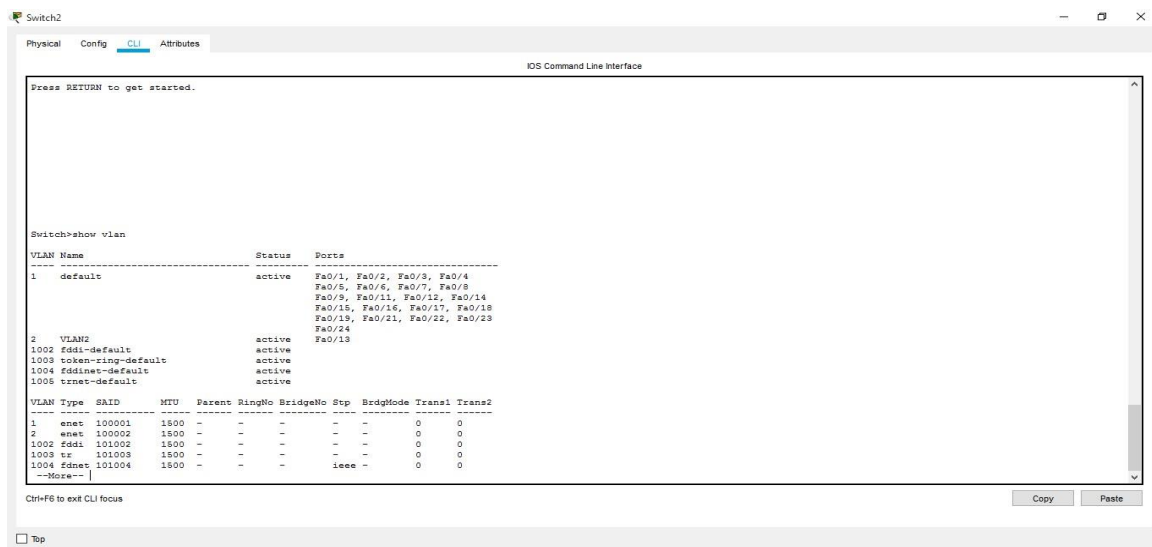 Switch2
Physical Config CLI Attributes
IOS Command Line Interface
Press RETURN to get started.
Switch>show vlan
VLAN Name                             Status    Ports
---- -------------------------------- --------- -------------------------------
1    default                          active    Fa0/1, Fa0/2, Fa0/3, Fa0/4
                                                Fa0/5, Fa0/6, Fa0/7, Fa0/8
                                                Fa0/9, Fa0/11, Fa0/12, Fa0/14
                                                Fa0/15, Fa0/16, Fa0/17, Fa0/18
                                                Fa0/19, Fa0/21, Fa0/22, Fa0/23
                                                Fa0/24
2    VLAN2                            active    Fa0/13
1002 fddi-default                     active
1003 token-ring-default               active
1004 fddinet-default                  active
1005 trnet-default                    active
VLAN Type  SAID       MTU   Parent RingNo BridgeNo Stp  BrdgMode Trans1 Trans2
---- ----- ---------- ----- ------ ------ -------- ---- -------- ------ ------
1    enet  100001     1500  -      -      -        -    -        0      0
2    enet  100002     1500  -      -      -        -    -        0      0
1002 fddi  101002     1500  -      -      -        -    -        0      0
1003 tr    101003     1500  -      -      -        -    -        0      0
1004 fdnet 101004     1500  -      -      -        ieee -        0      0
--More--
Ctrl+F6 to exit CLI focus
Copy Paste
Top